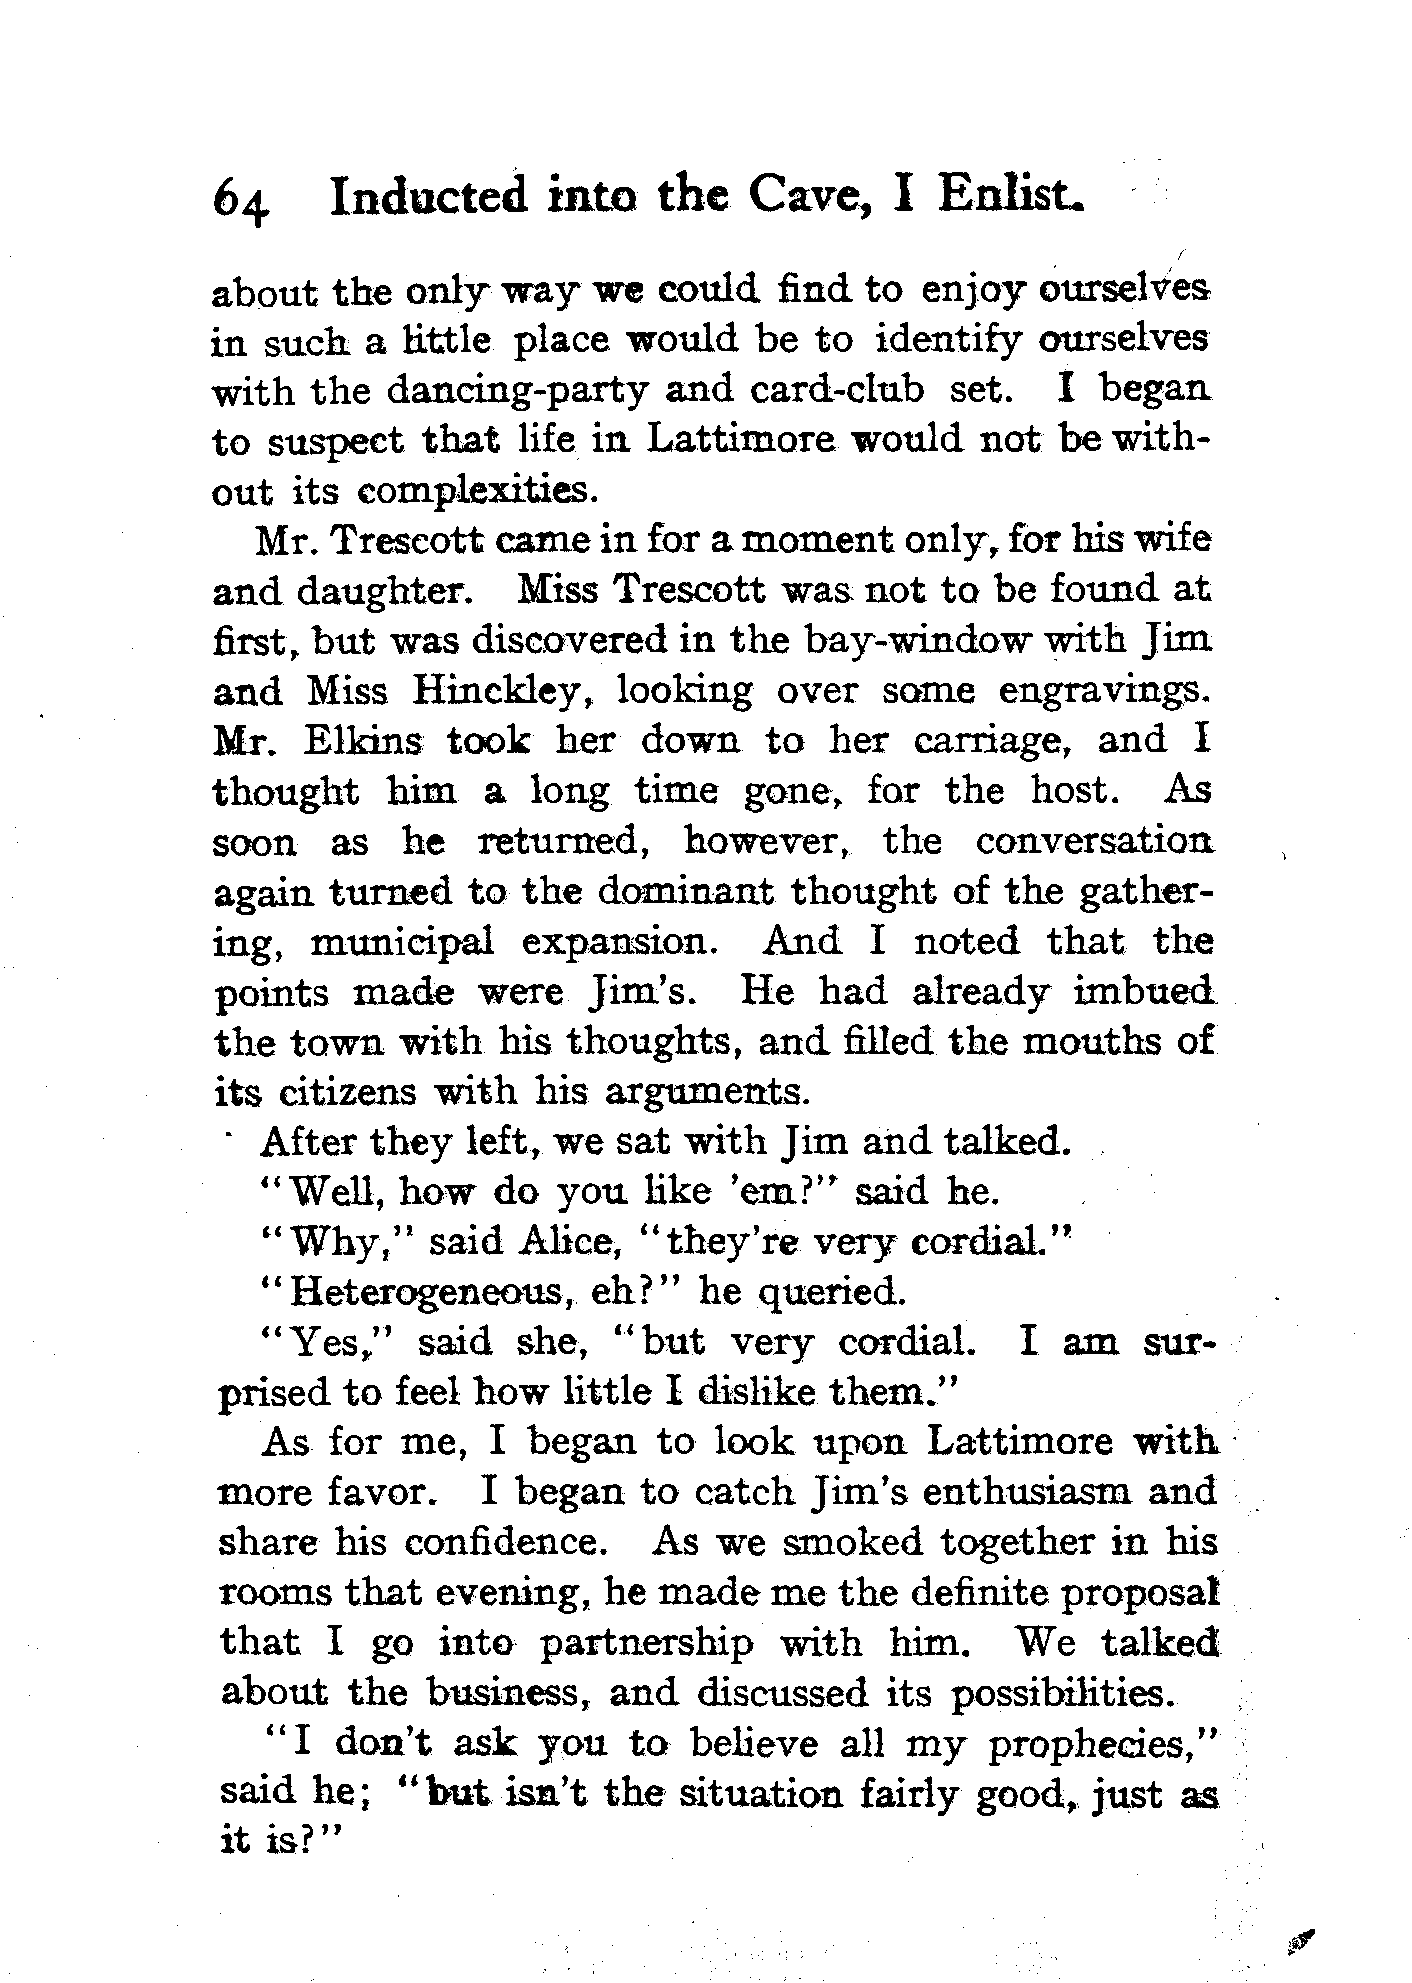 64 Inducted into the Cave, I Enlist.
about the only way we could find to enjoy ourselves
in such a little place would be to identify ourselves
with the dancing-party and card-club set. I began
to suspect that life in Lattimore would not be with-
out its complexities.
Mr. Trescott came in for a moment only, for his wife
and daughter. Miss Trescott was not to be found at
first, but was discovered in the bay-window with Jim
and Miss Hinckley, looking over some engravings.
Mr. Elkins took her down to her carriage, and I
thought him a long time gone, for the host. As
soon as he returned, however, the conversation
again turned to the dominant thought of the gather-
ing, municipal expansion. And I noted that the
points made were Jim's. He had already imbued
the town with his thoughts, and filled the mouths of
its citizens with his arguments.
After they left, we sat with Jim and talked.
"Well, how do you like 'em?" said he.
"Why," said Alice, "they're very cordial."
"Heterogeneous, eh?" he queried.
"Yes," said she, "but very cordial. I am sur-
prised to feel how little I dislike them."
As for me, I began to look upon Lattimore with
more favor. I began to catch Jim's enthusiasm and
share his confidence. As we smoked together in his
rooms that evening, he made me the definite proposal
that I go into partnership with him. We talked
about the business, and discussed its possibilities.
"I don't ask you to believe all my prophecies,"
said he; "but isn't the situation fairly good, just as
it is?"